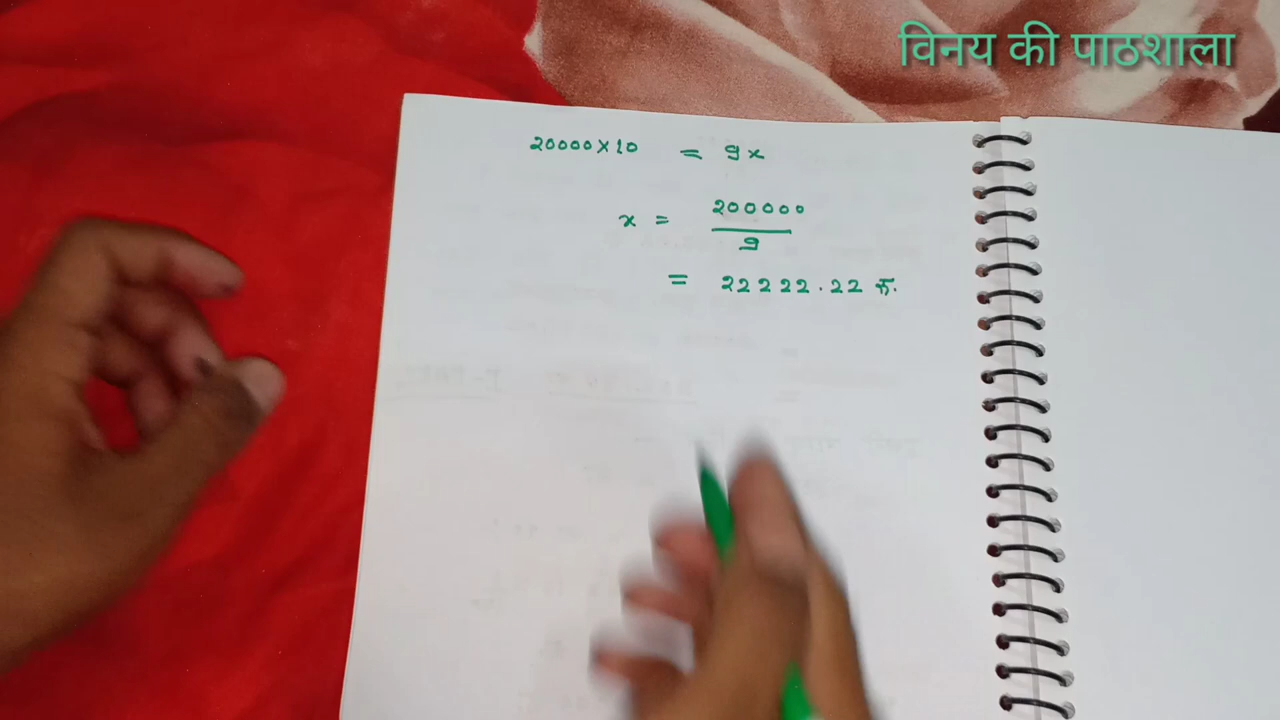 विनय की पाठशाला
20000 X 10 = 9x
x = 200000
9
= 22222.22 रु.